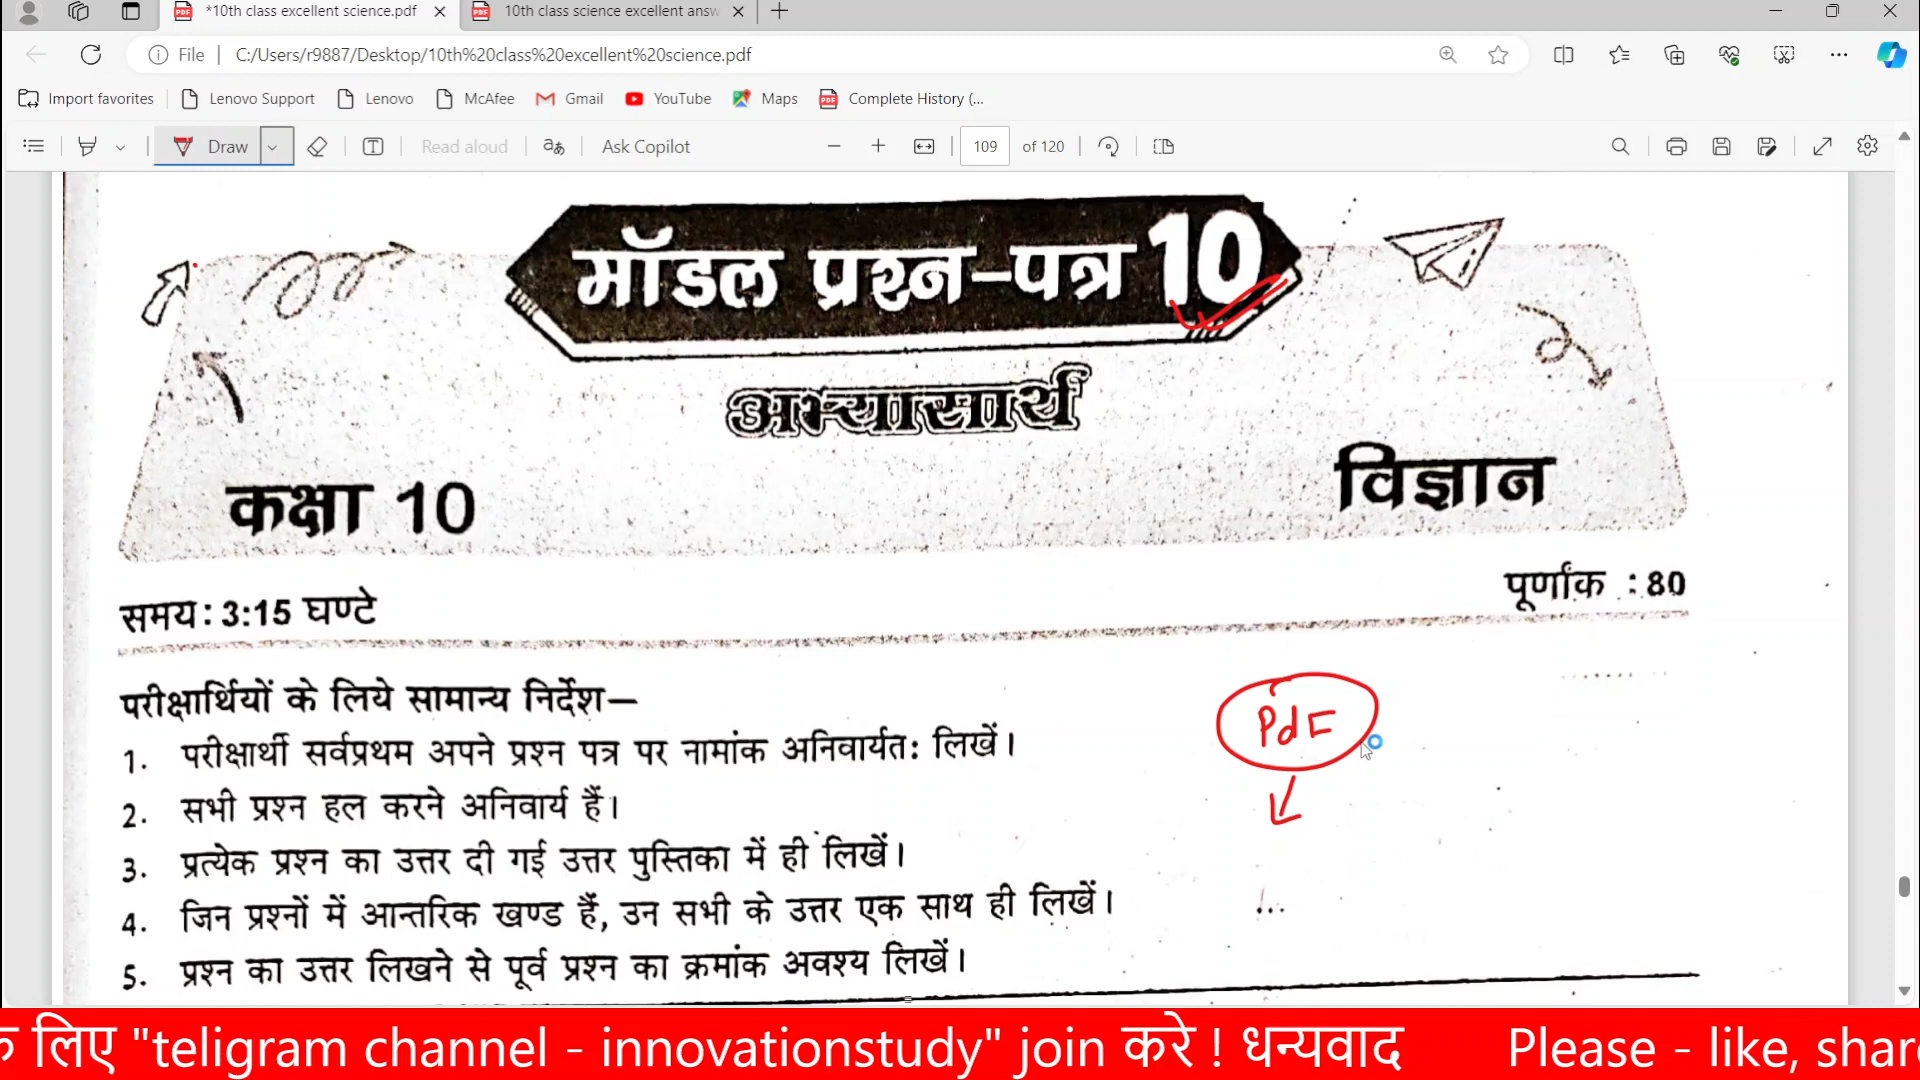 *10th class excellent science.pdf
10th class science excellent answ
File
C:/Users/r9887/Desktop/10th%20class%20excellent%20science.pdf
Import favorites
Lenovo Support
Lenovo
McAfee
Gmail
YouTube
Maps
Complete History (...
Draw
Read aloud
Ask Copilot
109 of 120
मॉडल प्रश्न-पत्र 10
अभ्यासार्थ
कक्षा 10
विज्ञान
समय: 3:15 घण्टे
पूर्णांक : 80
परीक्षार्थियों के लिये सामान्य निर्देश—
1. परीक्षार्थी सर्वप्रथम अपने प्रश्न पत्र पर नामांक अनिवार्यत: लिखें।
2. सभी प्रश्न हल करने अनिवार्य हैं।
3. प्रत्येक प्रश्न का उत्तर दी गई उत्तर पुस्तिका में ही लिखें।
4. जिन प्रश्नों में आन्तरिक खण्ड हैं, उन सभी के उत्तर एक साथ ही लिखें।
5. प्रश्न का उत्तर लिखने से पूर्व प्रश्न का क्रमांक अवश्य लिखें।
PdF
लिए "teligram channel - innovationstudy" join करे ! धन्यवाद
Please - like, share